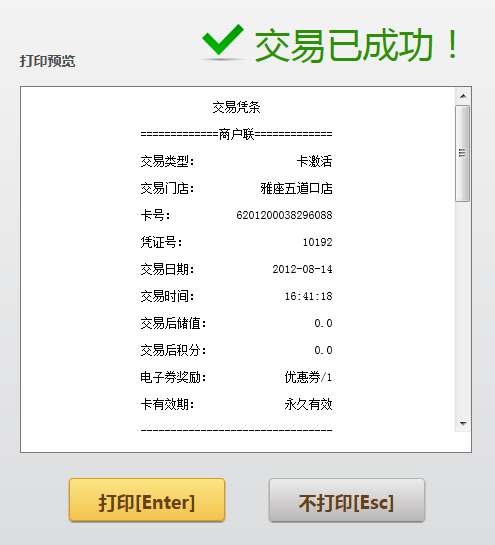 交易已成功！
打印预览
交易凭条
=============商户联=============
交易类型： 卡激活
交易门店： 雅座五道口店
卡号： 6201200038296088
凭证号： 10192
交易日期： 2012-08-14
交易时间： 16:41:18
交易后储值： 0.0
交易后积分： 0.0
电子券奖励： 优惠券/1
卡有效期： 永久有效
--------------------------------
打印[Enter] 不打印[Esc]